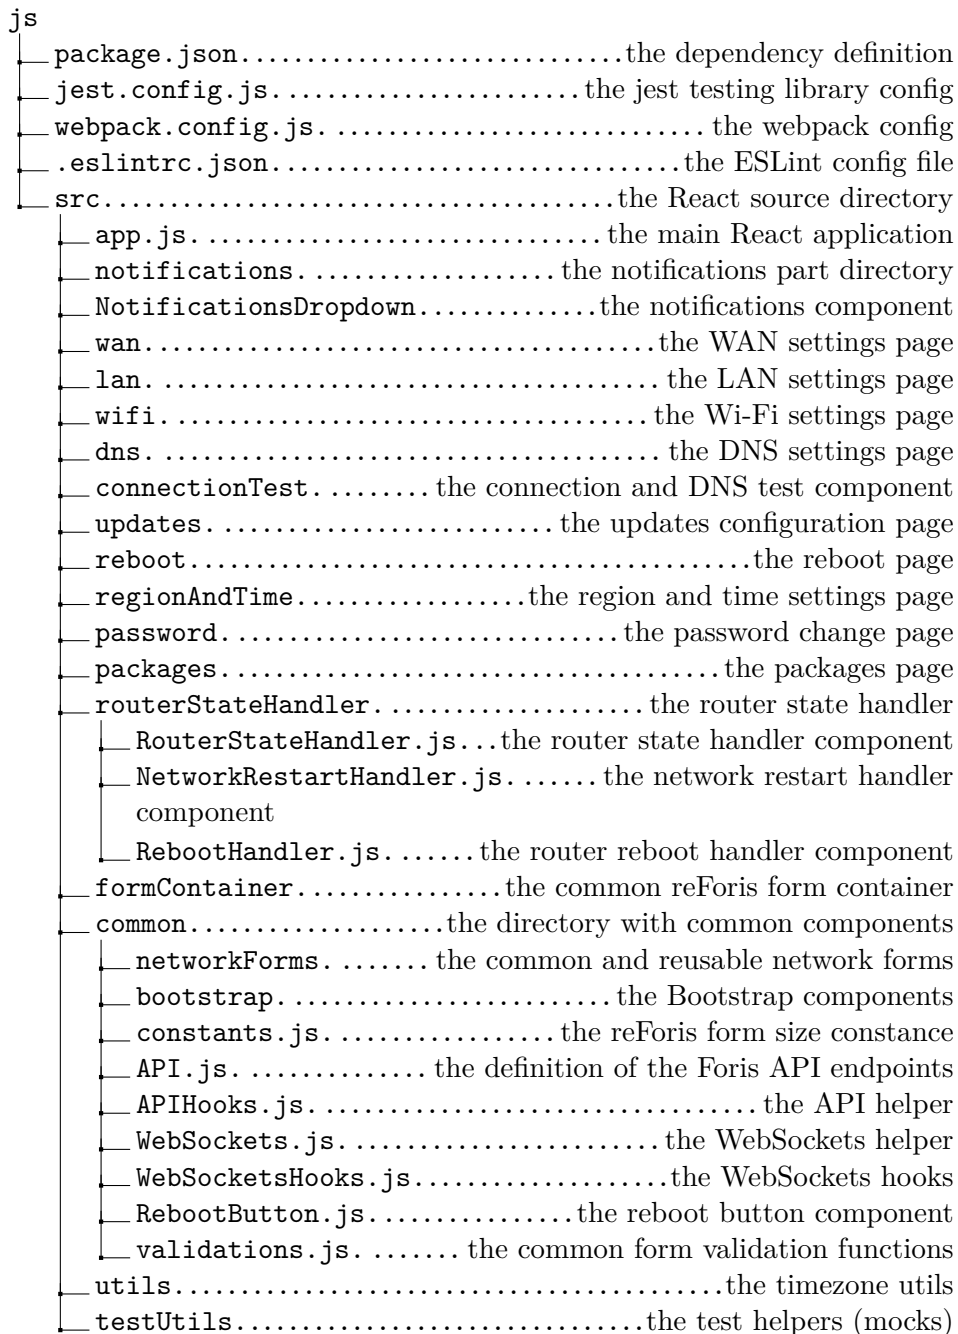 js
package.json..............................the dependency definition
jest.config.js. ........................the jest testing library config
webpack.config.js. ............................. the webpack config
.eslintrc.json..................................the ESLint config file
src..........................................the React source directory
app.js. ................................the main React application
notifications. ....................the notifications part directory
NotificationsDropdown...............the notifications component
wan.........................................the WAN settings page
lan. ........................................ the LAN settings page
wifi. ...................................... the Wi-Fi settings page
dns. ........................................ the DNS settings page
connectionTest. ........ the connection and DNS test component
updates. ........................... the updates configuration page
reboot..............................................the reboot page
regionAndTime...................the region and time settings page
password. ................................ the password change page
packages. ......................................... the packages page
routerStateHandler. ...................... the router state handler
RouterStateHandler.js...the router state handler component
NetworkRestartHandler.js. ...... the network restart handler
component
RebootHandler.js. ...... the router reboot handler component
formContainer................the common reForis form container
common.....................the directory with common components
networkForms. ....... the common and reusable network forms
bootstrap. ........................... the Bootstrap components
constants.js. .................. the reForis form size constance
API.js. .............. the definition of the Foris API endpoints
APIHooks.js. .................................... the API helper
WebSockets.js. .......................... the WebSockets helper
WebSocketsHooks.js.....................the WebSockets hooks
RebootButton.js. ............... the reboot button component
validations.js. ....... the common form validation functions
utils................................................the timezone utils
testUtils...................................the test helpers (mocks)